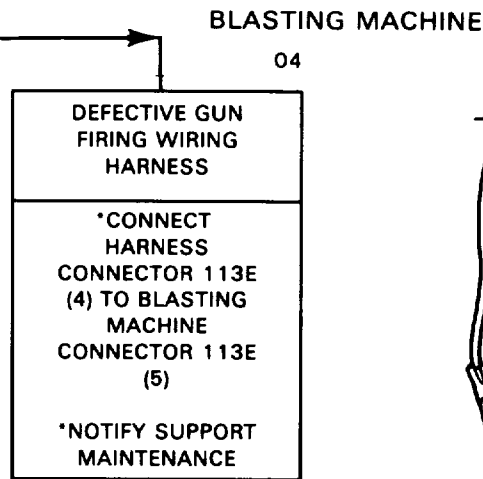 BLASTING MACHINE
04
DEFECTIVE GUN
FIRING WIRING
HARNESS
*CONNECT
HARNESS
CONNECTOR 113E
(4) TO BLASTING
MACHINE
CONNECTOR 113E
(5)
*NOTIFY SUPPORT
MAINTENANCE